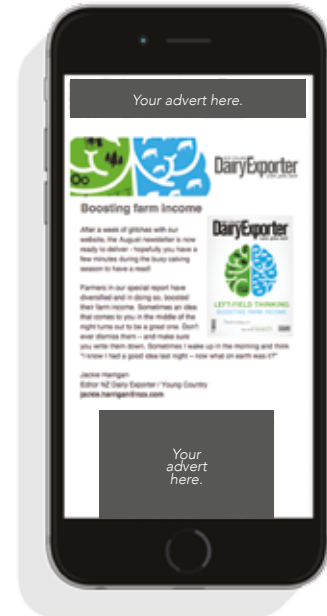 Your advert here.
DairyExporter
Boosting farm income
After a week of glitches with our
website, the August newsletter is now
ready to deliver - hopefully you have a
few minutes during the busy calving
season to have a read!
DairyExporter
LEFT-FIELD THINKING
BOOSTING FARM INCOME
Farmers in our special report have
diversified and in doing so, boosted
their farm income. Sometimes an idea
that comes to you in the middle of the
night turns out to be a great one. Don't
ever dismiss them - and make sure
you write them down. Sometimes I wake up in the morning and think
"I know I had a good idea last night – now what on earth was it?"
Jackie Harrigan
Editor NZ Dairy Exporter / Young Country
jackie.harrigan@nzx.com
Your
advert
here.